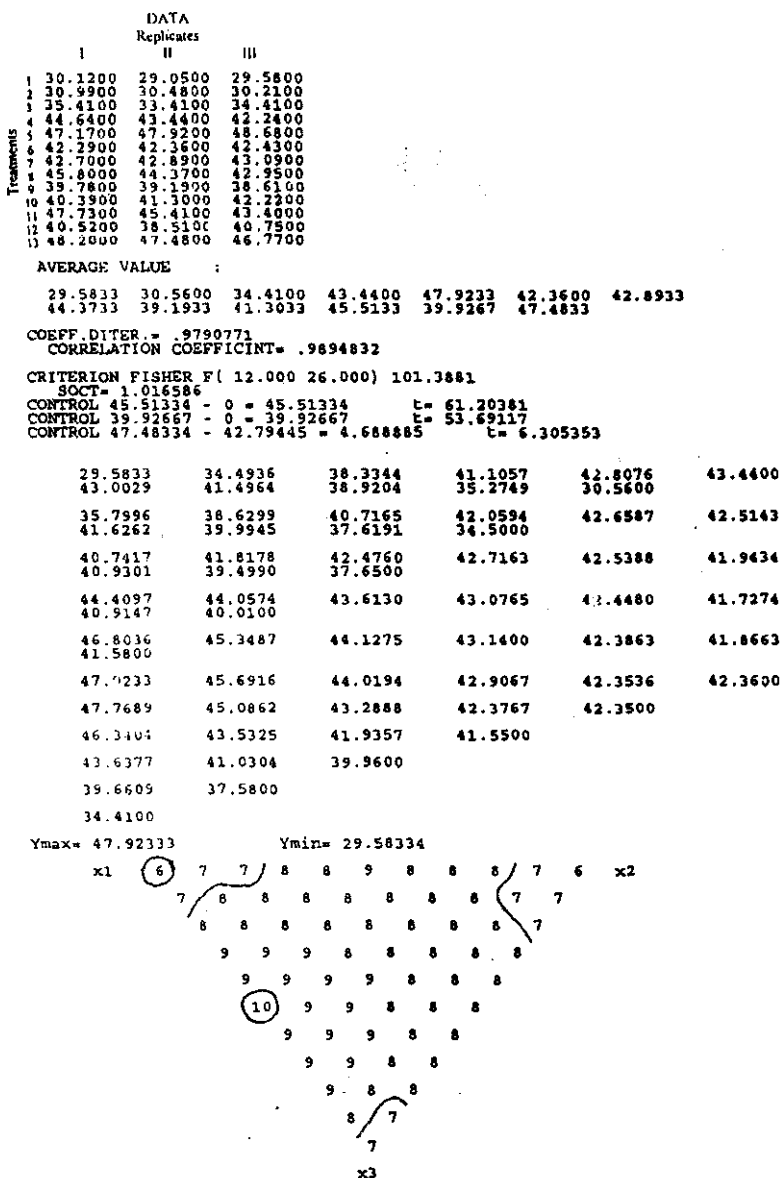 DATA
Replicates
I II III
Treatments
1 30.1200 29.0500 29.5800
2 30.9900 30.4800 30.2100
3 35.4100 33.4100 34.4100
4 44.6400 43.4400 42.2400
5 47.1700 47.9200 48.6800
6 42.2900 42.3600 42.4300
7 42.7000 42.8900 43.0900
8 45.8000 44.3700 42.9500
9 39.7800 39.1900 38.6100
10 40.3900 41.3000 42.2200
11 47.7300 45.4100 43.4000
12 40.5200 38.5100 40.7500
13 48.2000 47.4800 46.7700
AVERAGE VALUE :
29.5833 30.5600 34.4100 43.4400 47.9233 42.3600 42.8933
44.3733 39.1933 41.3033 45.5133 39.9267 47.4833
COEFF.DITER.= .9790771
CORRELATION COEFFICINT= .9894832
CRITERION FISHER F( 12.000 26.000) 101.3881
SOCT= 1.016586
CONTROL 45.51334 - 0 = 45.51334 t= 61.20381
CONTROL 39.92667 - 0 = 39.92667 t= 53.69117
CONTROL 47.48334 - 42.79445 = 4.688885 t= 6.305353
29.5833 34.4936 38.3344 41.1057 42.8076 43.4400
43.0029 41.4964 38.9204 35.2749 30.5600
35.7996 38.6299 40.7165 42.0594 42.6587 42.5143
41.6262 39.9945 37.6191 34.5000
40.7417 41.8178 42.4760 42.7163 42.5388 41.9434
40.9301 39.4990 37.6500
44.4097 44.0574 43.6130 43.0765 .4480 41.7274
40.9147 40.0100
46.8036 45.3487 44.1275 43.1400 42.3863 41.8663
41.5800
47.9233 45.6916 44.0194 42.9067 42.3536 42.3600
47.7689 45.0862 43.2888 42.3767 42.3500
46.3404 43.5325 41.9357 41.5500
43.6377 41.0304 39.9600
39.6609 37.5800
34.4100
Ymax= 47.92333 Ymin= 29.58334
x1 6 7 7 8 8 9 8 8 8 7 6 x2
7 8 8 8 8 8 8 8 7 7
8 8 8 8 8 8 8 8 7
9 9 9 8 8 8 8 8
9 9 9 9 8 8 8
10 9 9 8 8 8
9 9 9 8 8
9 9 8 8
9 8 8
8 7
7
x3